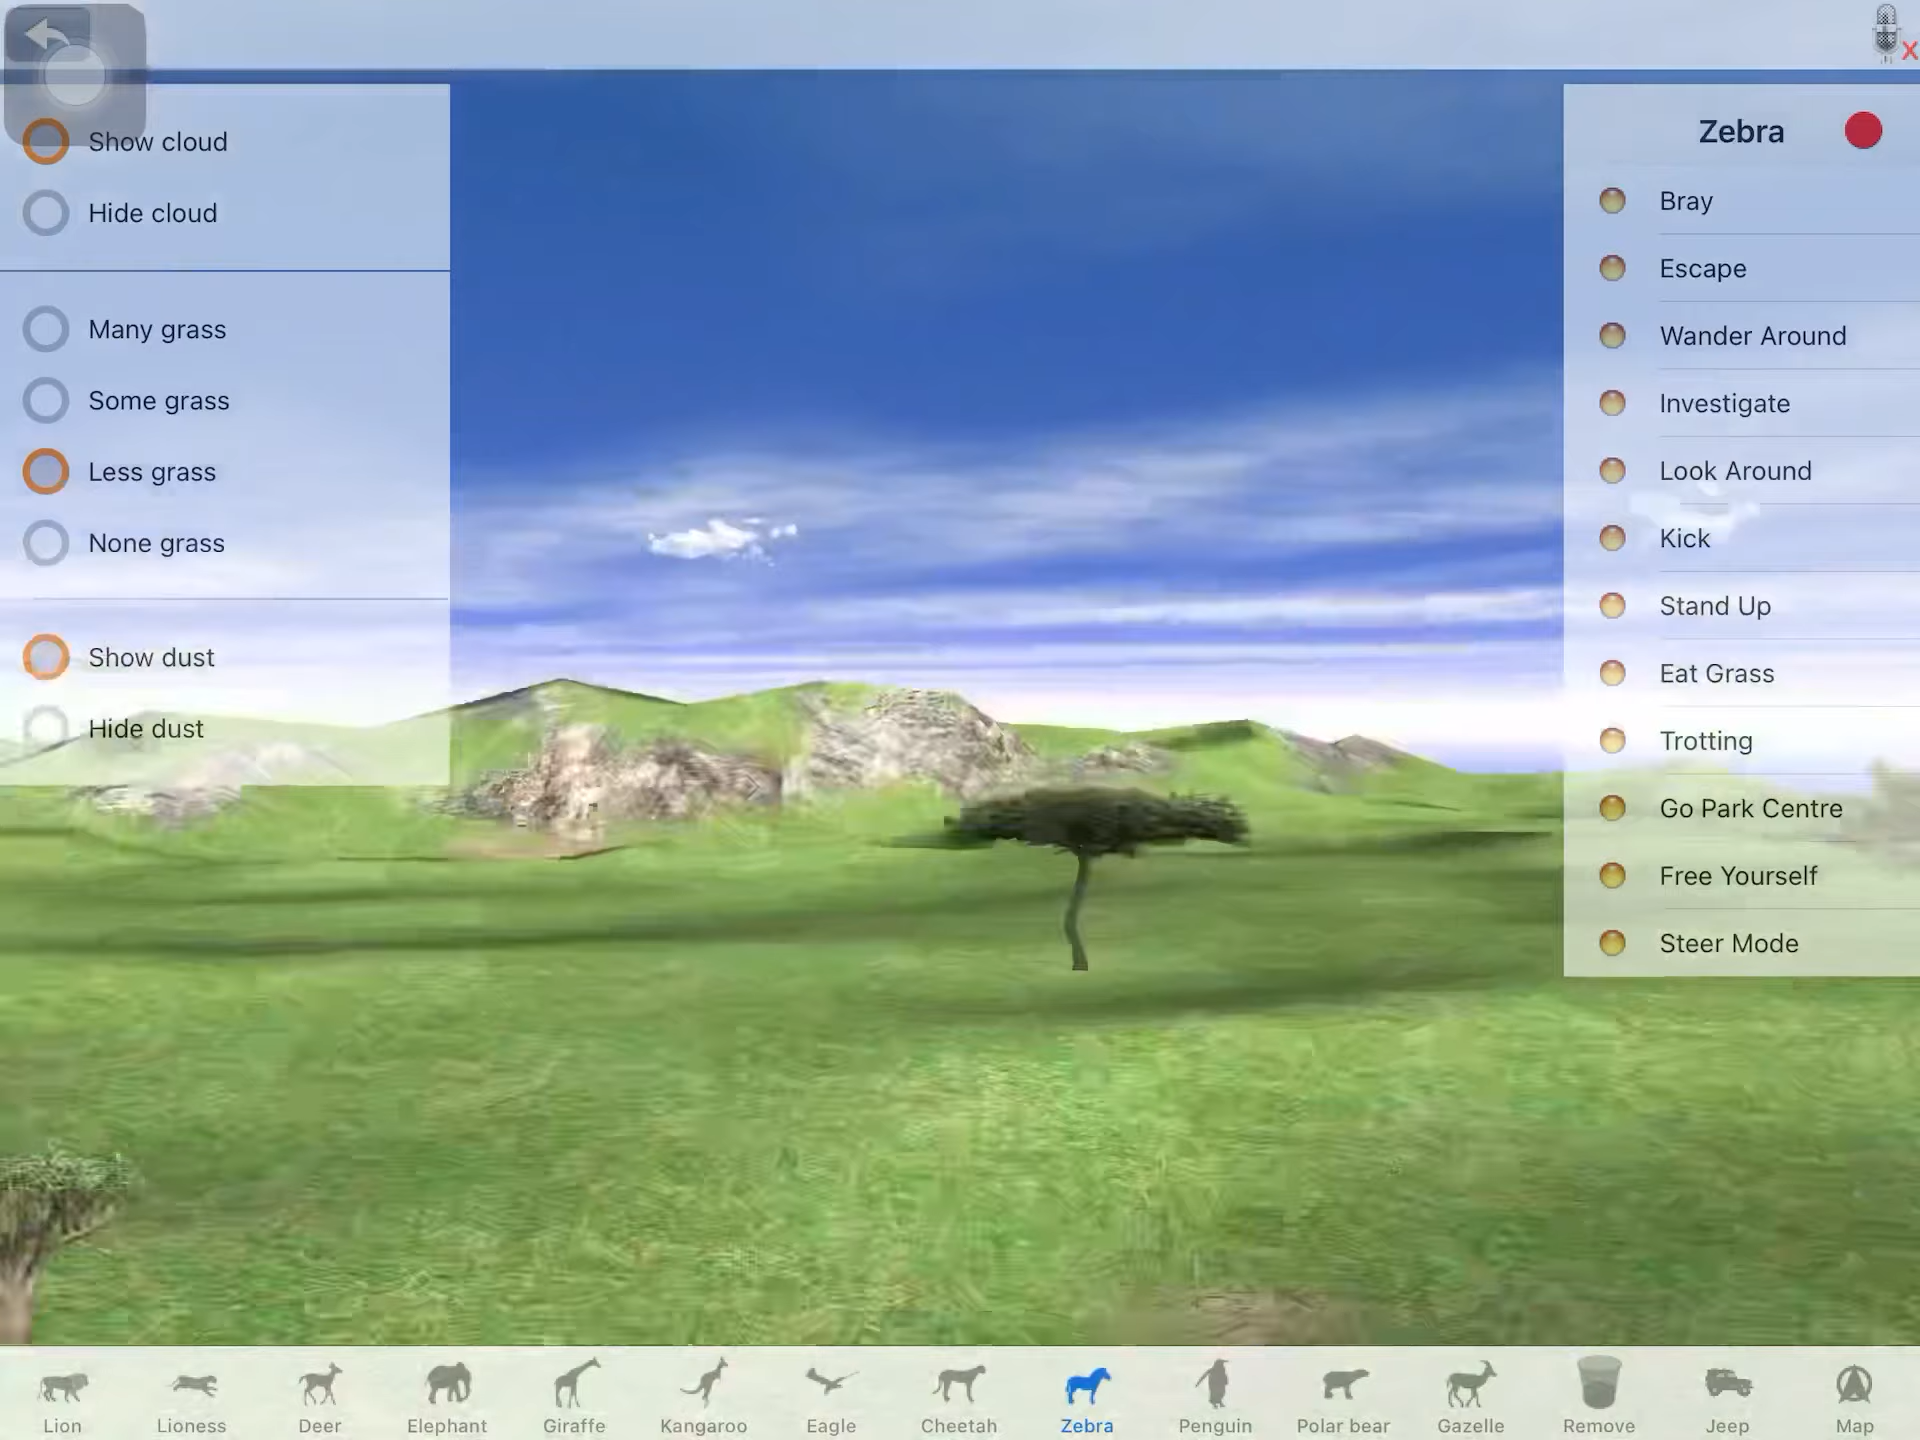 Show cloud
Hide cloud
Many grass
Some grass
Less grass
None grass
Show dust
Hide dust
Zebra
Bray
Escape
Wander Around
Investigate
Look Around
Kick
Stand Up
Eat Grass
Trotting
Go Park Centre
Free Yourself
Steer Mode
Lion Lioness Deer Elephant Giraffe Kangaroo Eagle Cheetah Zebra Penguin Polar bear Gazelle Remove Jeep Map